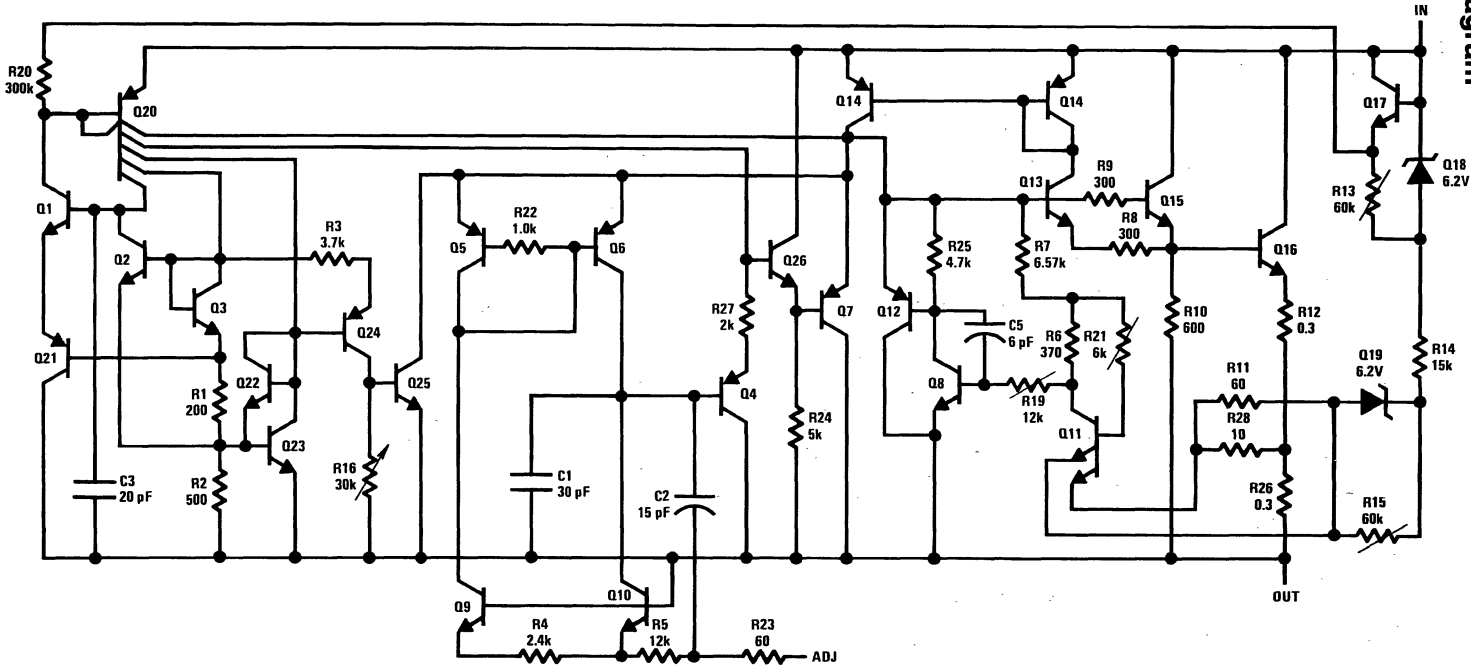 IN
R20
300k
Q20
Q14
Q14
Q17
Q18
6.2V
Q1
R3
3.7k
Q5
R22
1.0k
Q6
Q13
R9
300
R8
300
Q15
R13
60k
Q2
Q3
Q24
Q26
R27
2k
Q7
Q12
R25
4.7k
R7
6.57k
Q16
Q21
R1
200
Q22
Q25
Q4
C5
6 pF
R6
370
R21
6k
R10
600
R12
0.3
Q8
R19
12k
Q11
R11
60
R28
10
Q19
6.2V
R14
15k
Q23
R24
5k
C3
20 pF
R2
500
R16
30k
C1
30 pF
C2
15 pF
R26
0.3
R15
60k
OUT
Q9
Q10
R4
2.4k
R5
12k
R23
60
ADJ